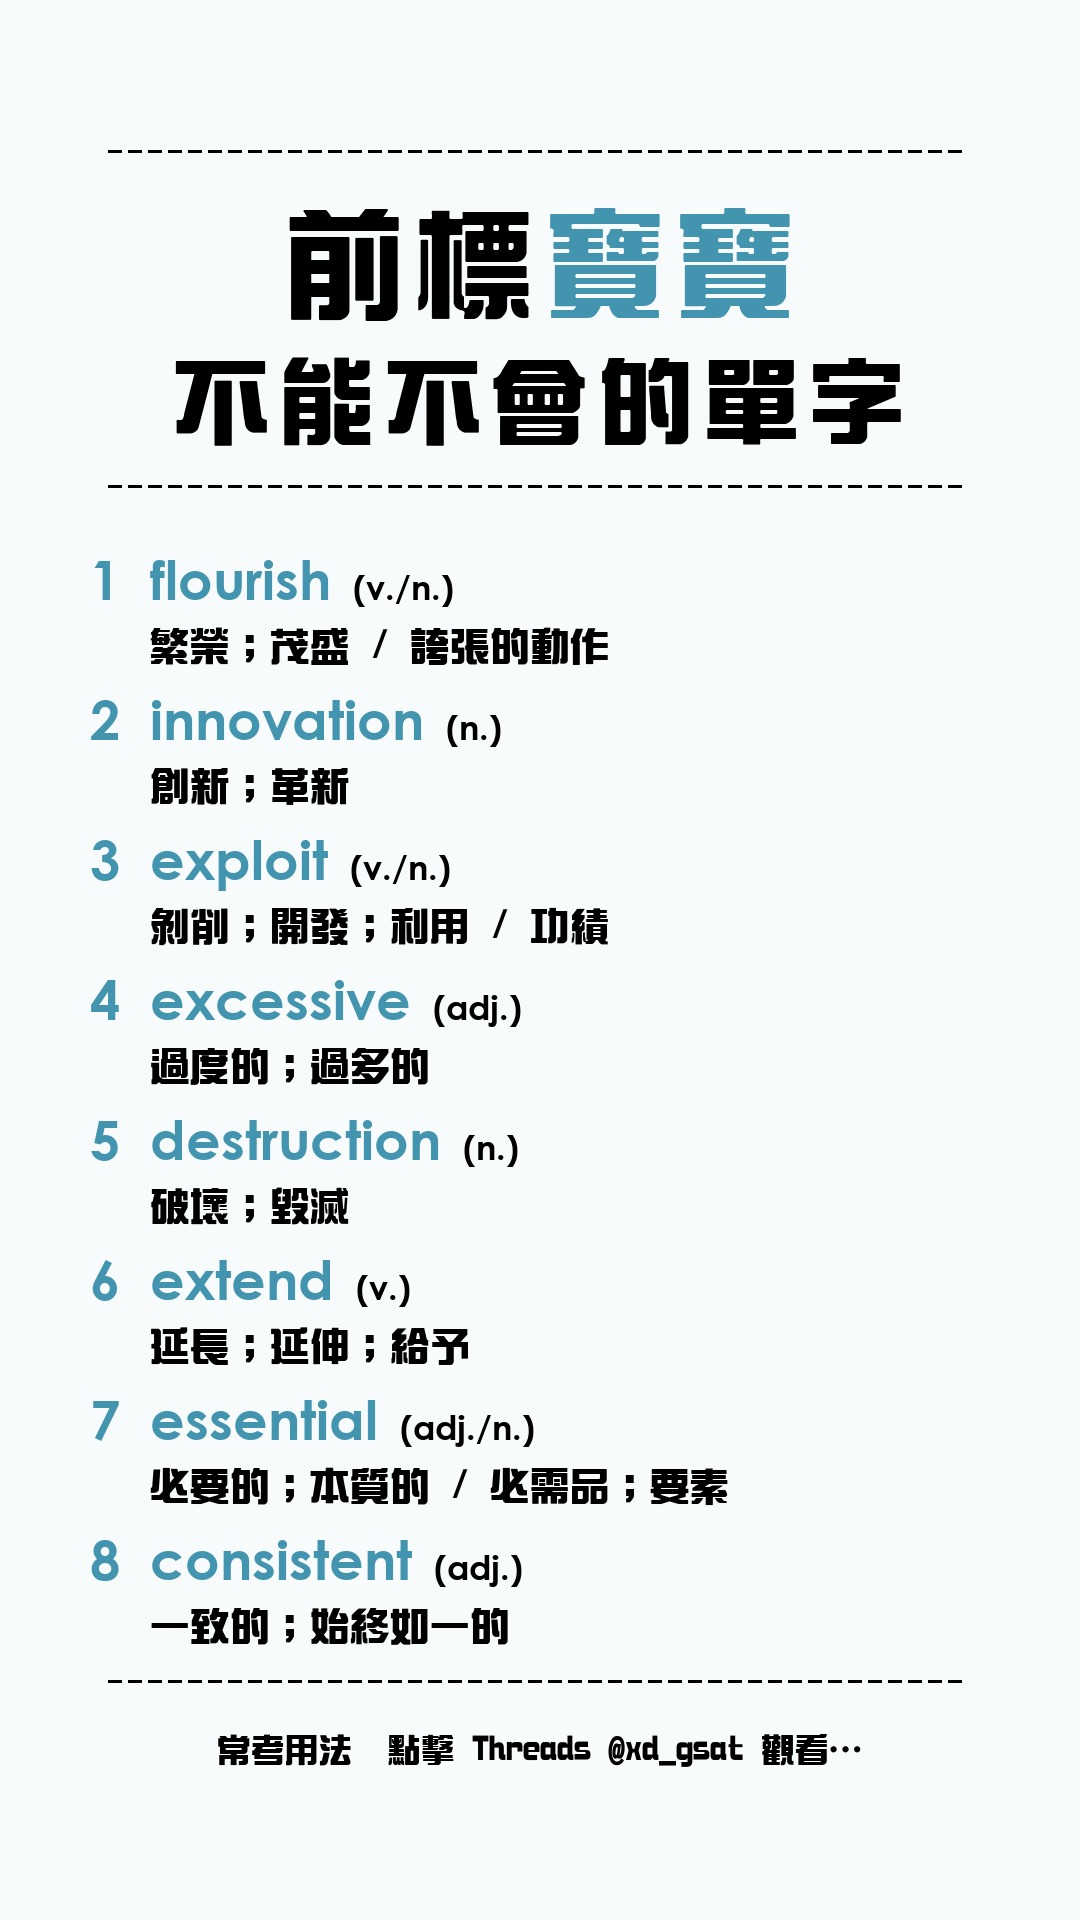 前標寶寶
不能不會的單字
1 flourish (v./n.)
繁榮；茂盛 / 誇張的動作
2 innovation (n.)
創新；革新
3 exploit (v./n.)
剝削；開發；利用 / 功績
4 excessive (adj.)
過度的；過多的
5 destruction (n.)
破壞；毀滅
6 extend (v.)
延長；延伸；給予
7 essential (adj./n.)
必要的；本質的 / 必需品；要素
8 consistent (adj.)
一致的；始終如一的
常考用法　點擊 Threads @xd_gsat 觀看…